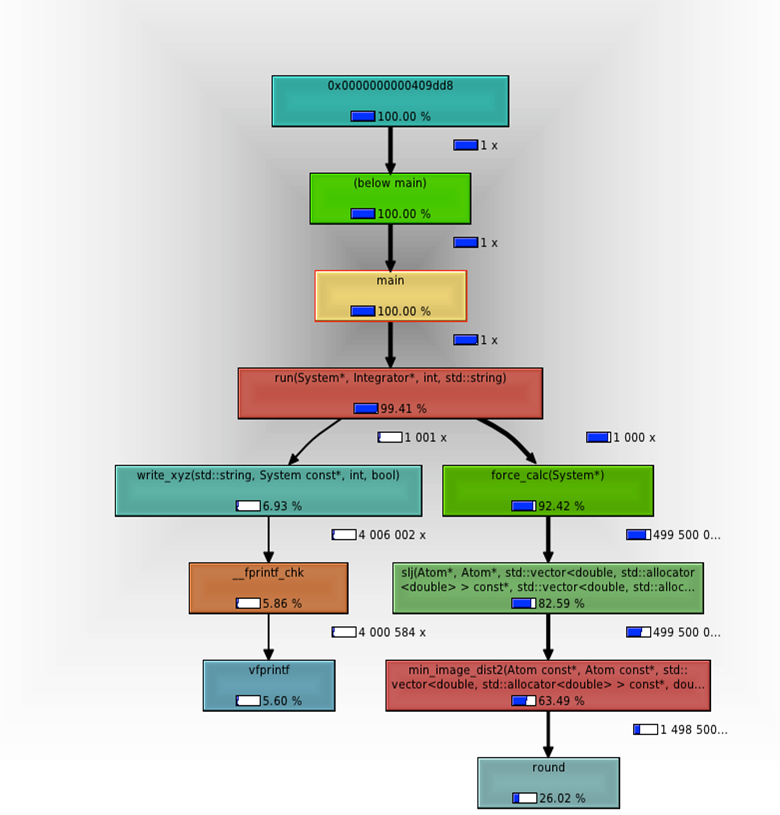 0x0000000000409dd8
100.00 %
1 x
(below main)
100.00 %
1 x
main
100.00 %
1 x
run(System*, Integrator*, int, std::string)
99.41 %
1 001 x
1 000 x
write_xyz(std::string, System const*, int, bool)
6.93 %
force_calc(System*)
92.42 %
4 006 002 x
499 500 0...
__fprintf_chk
5.86 %
slj(Atom*, Atom*, std::vector<double, std::allocator
<double> > const*, std::vector<double, std::alloc...
82.59 %
4 000 584 x
499 500 0...
vfprintf
5.60 %
min_image_dist2(Atom const*, Atom const*, std::
vector<double, std::allocator<double> > const*, dou...
63.49 %
1 498 500...
round
26.02 %